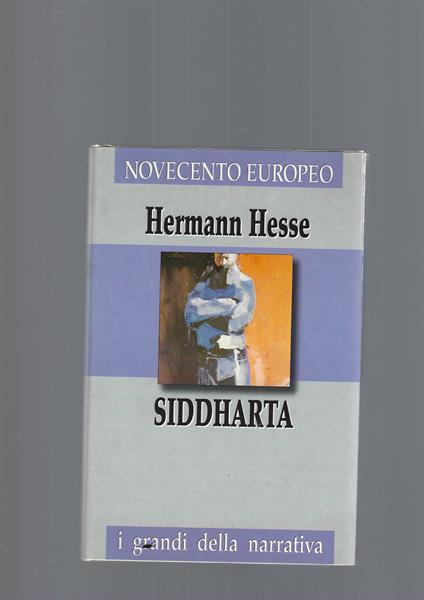 NOVECENTO EUROPEO
Hermann Hesse
SIDDHARTA
i grandi della narrativa